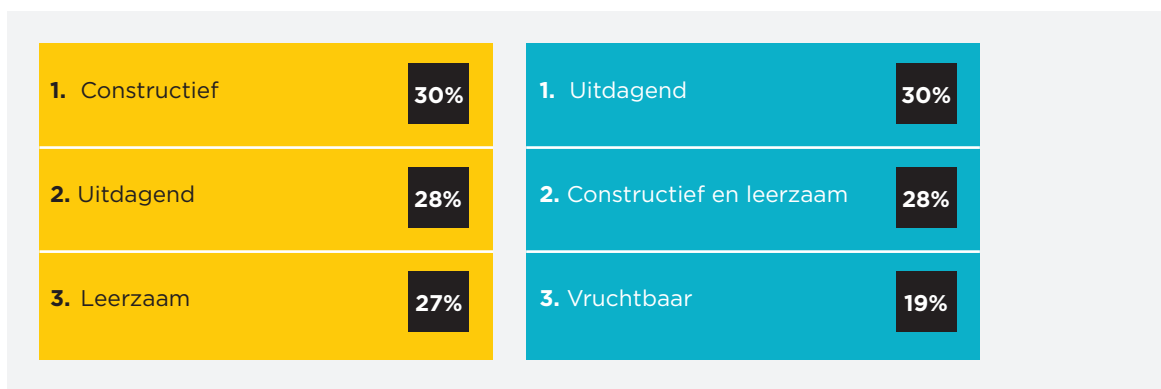 1. Constructief 30%
2. Uitdagend 28%
3. Leerzaam 27%
1. Uitdagend 30%
2. Constructief en leerzaam 28%
3. Vruchtbaar 19%